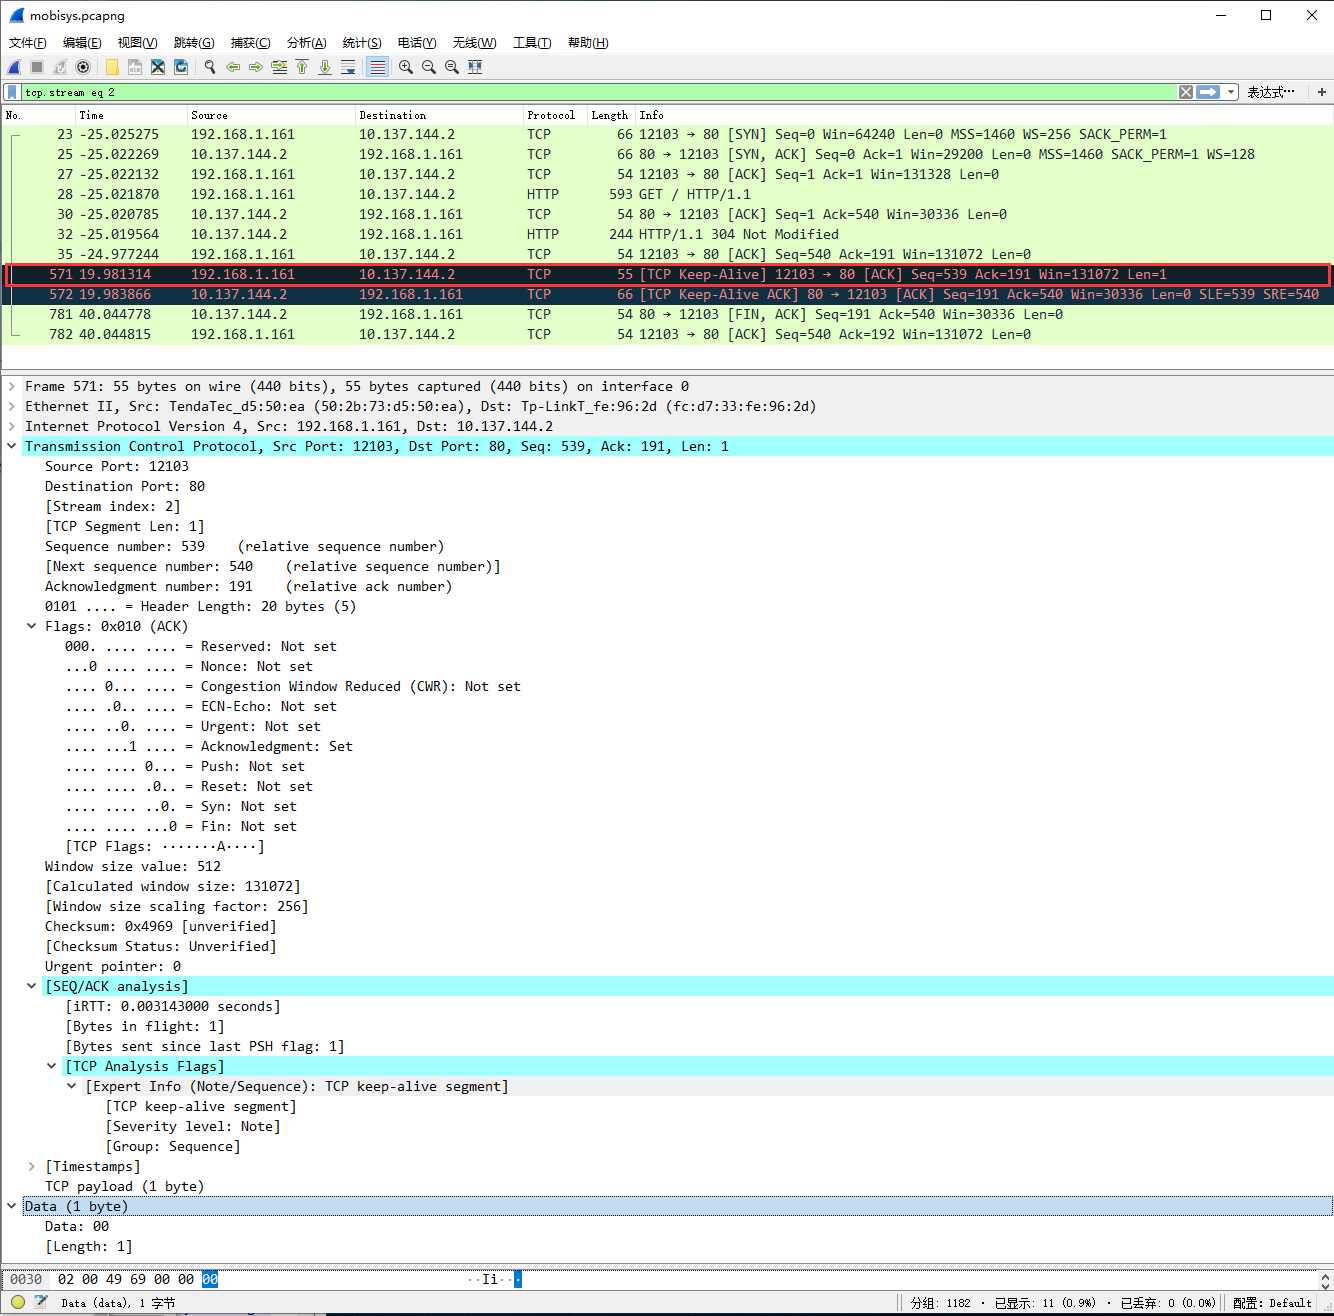 mobisys.pcapng
文件(F) 编辑(E) 视图(V) 跳转(G) 捕获(C) 分析(A) 统计(S) 电话(Y) 无线(W) 工具(T) 帮助(H)
tcp.stream eq 2 表达式… +
No. Time Source Destination Protocol Length Info
23 -25.025275 192.168.1.161 10.137.144.2 TCP 66 12103 → 80 [SYN] Seq=0 Win=64240 Len=0 MSS=1460 WS=256 SACK_PERM=1
25 -25.022269 10.137.144.2 192.168.1.161 TCP 66 80 → 12103 [SYN, ACK] Seq=0 Ack=1 Win=29200 Len=0 MSS=1460 SACK_PERM=1 WS=128
27 -25.022132 192.168.1.161 10.137.144.2 TCP 54 12103 → 80 [ACK] Seq=1 Ack=1 Win=131328 Len=0
28 -25.021870 192.168.1.161 10.137.144.2 HTTP 593 GET / HTTP/1.1
30 -25.020785 10.137.144.2 192.168.1.161 TCP 54 80 → 12103 [ACK] Seq=1 Ack=540 Win=30336 Len=0
32 -25.019564 10.137.144.2 192.168.1.161 HTTP 244 HTTP/1.1 304 Not Modified
35 -24.977244 192.168.1.161 10.137.144.2 TCP 54 12103 → 80 [ACK] Seq=540 Ack=191 Win=131072 Len=0
571 19.981314 192.168.1.161 10.137.144.2 TCP 55 [TCP Keep-Alive] 12103 → 80 [ACK] Seq=539 Ack=191 Win=131072 Len=1
572 19.983866 10.137.144.2 192.168.1.161 TCP 66 [TCP Keep-Alive ACK] 80 → 12103 [ACK] Seq=191 Ack=540 Win=30336 Len=0 SLE=539 SRE=540
781 40.044778 10.137.144.2 192.168.1.161 TCP 54 80 → 12103 [FIN, ACK] Seq=191 Ack=540 Win=30336 Len=0
782 40.044815 192.168.1.161 10.137.144.2 TCP 54 12103 → 80 [ACK] Seq=540 Ack=192 Win=131072 Len=0
Frame 571: 55 bytes on wire (440 bits), 55 bytes captured (440 bits) on interface 0
Ethernet II, Src: TendaTec_d5:50:ea (50:2b:73:d5:50:ea), Dst: Tp-LinkT_fe:96:2d (fc:d7:33:fe:96:2d)
Internet Protocol Version 4, Src: 192.168.1.161, Dst: 10.137.144.2
Transmission Control Protocol, Src Port: 12103, Dst Port: 80, Seq: 539, Ack: 191, Len: 1
Source Port: 12103
Destination Port: 80
[Stream index: 2]
[TCP Segment Len: 1]
Sequence number: 539 (relative sequence number)
[Next sequence number: 540 (relative sequence number)]
Acknowledgment number: 191 (relative ack number)
0101 .... = Header Length: 20 bytes (5)
Flags: 0x010 (ACK)
000. .... .... = Reserved: Not set
...0 .... .... = Nonce: Not set
.... 0... .... = Congestion Window Reduced (CWR): Not set
.... .0.. .... = ECN-Echo: Not set
.... ..0. .... = Urgent: Not set
.... ...1 .... = Acknowledgment: Set
.... .... 0... = Push: Not set
.... .... .0.. = Reset: Not set
.... .... ..0. = Syn: Not set
.... .... ...0 = Fin: Not set
[TCP Flags: ·······A····]
Window size value: 512
[Calculated window size: 131072]
[Window size scaling factor: 256]
Checksum: 0x4969 [unverified]
[Checksum Status: Unverified]
Urgent pointer: 0
[SEQ/ACK analysis]
[iRTT: 0.003143000 seconds]
[Bytes in flight: 1]
[Bytes sent since last PSH flag: 1]
[TCP Analysis Flags]
[Expert Info (Note/Sequence): TCP keep-alive segment]
[TCP keep-alive segment]
[Severity level: Note]
[Group: Sequence]
[Timestamps]
TCP payload (1 byte)
Data (1 byte)
Data: 00
[Length: 1]
0030 02 00 49 69 00 00 00 ··Ii···
Data (data), 1 字节 分组: 1182 · 已显示: 11 (0.9%) · 已丢弃: 0 (0.0%) 配置: Default